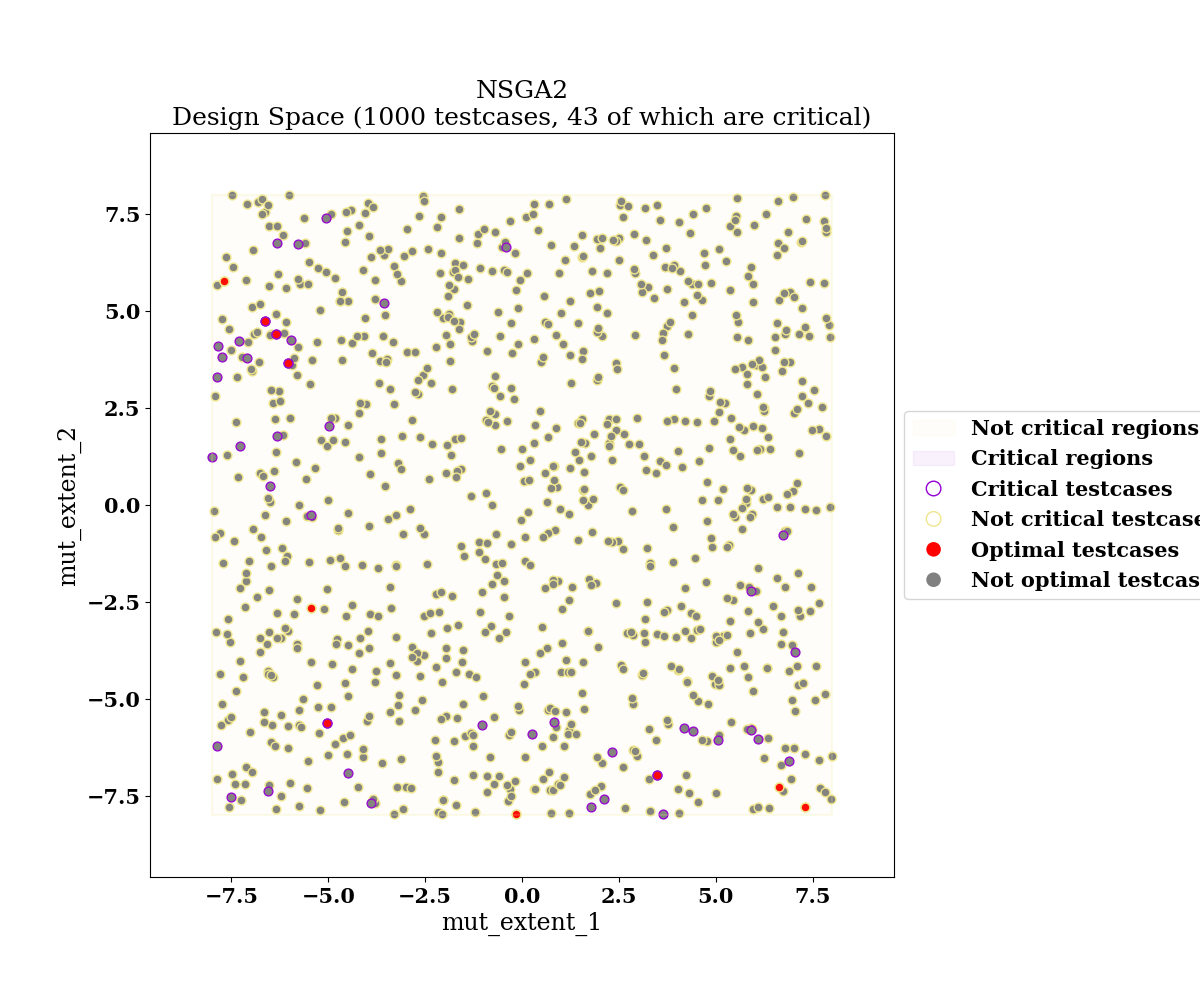 NSGA2
Design Space (1000 testcases, 43 of which are critical)
7.5
5.0
2.5
0.0
−2.5
−5.0
−7.5
mut_extent_2
−7.5 −5.0 −2.5 0.0 2.5 5.0 7.5
mut_extent_1
Not critical regions
Critical regions
Critical testcases
Not critical testcase
Optimal testcases
Not optimal testcas